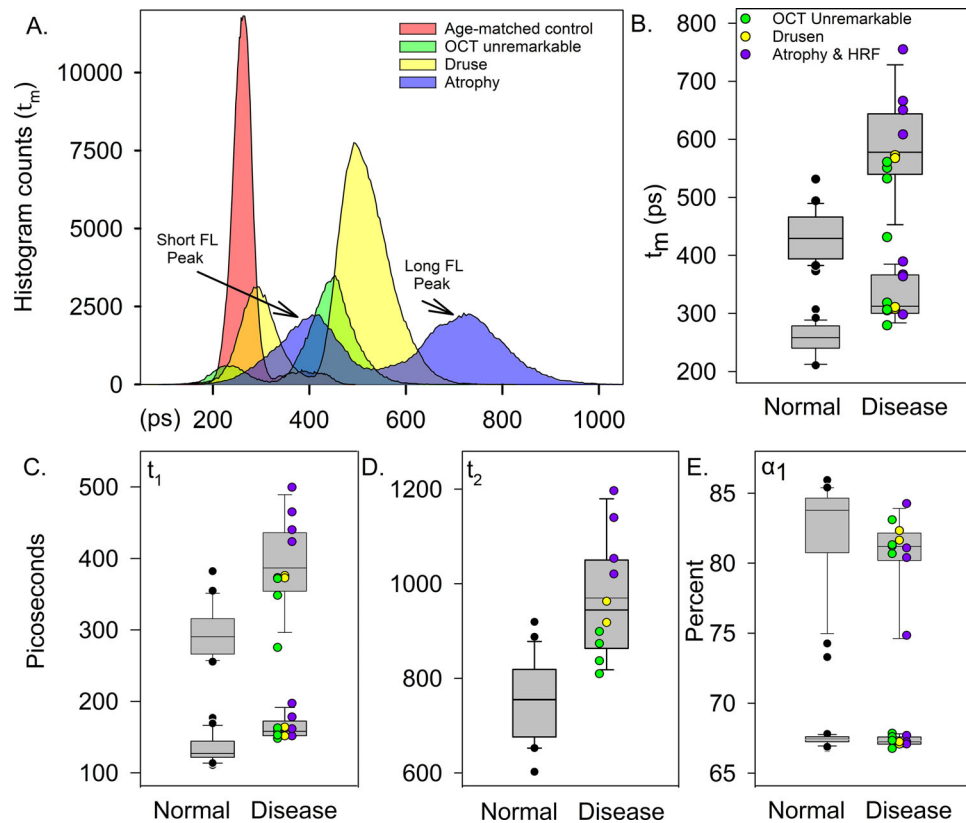 A.
Histogram counts (tm)
10000
7500
5000
2500
0
Age-matched control
OCT unremarkable
Druse
Atrophy
Short FL
Peak
Long FL
Peak
(ps)
200
400
600
800
1000
B.
tm (ps)
800
700
600
500
400
300
200
OCT Unremarkable
Drusen
Atrophy & HRF
Normal
Disease
C.
t1
Picoseconds
500
400
300
200
100
Normal
Disease
D.
t2
1200
1000
800
600
Normal
Disease
E.
α1
Percent
85
80
75
70
65
Normal
Disease